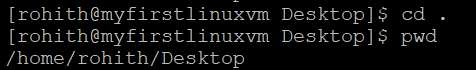 [rohith@myfirstlinuxvm Desktop]$ cd .
[rohith@myfirstlinuxvm Desktop]$ pwd
/home/rohith/Desktop